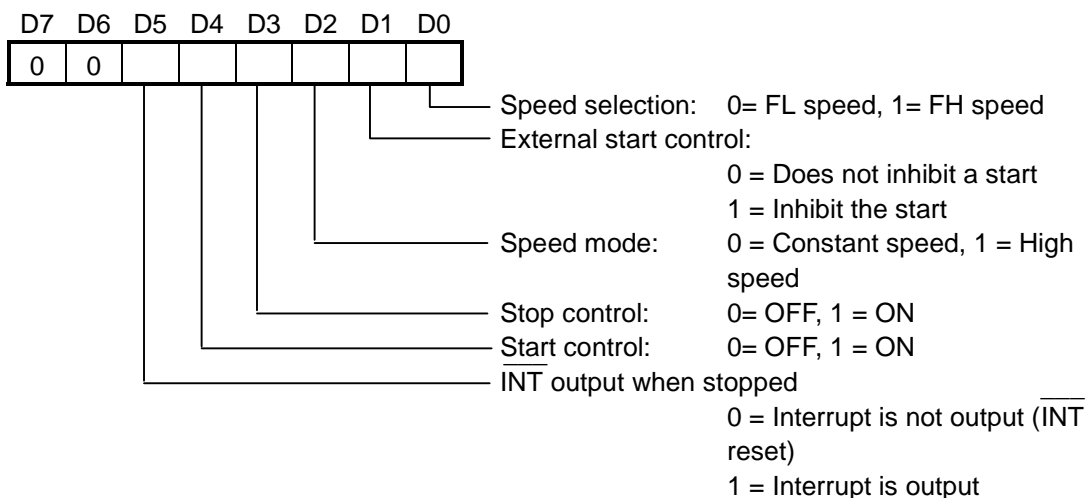 D7 D6 D5 D4 D3 D2 D1 D0
0 0
Speed selection: 0= FL speed, 1= FH speed
External start control:
0 = Does not inhibit a start
1 = Inhibit the start
Speed mode: 0 = Constant speed, 1 = High
speed
Stop control: 0= OFF, 1 = ON
Start control: 0= OFF, 1 = ON
I̅N̅T̅ output when stopped
0 = Interrupt is not output (I̅N̅T̅
reset)
1 = Interrupt is output